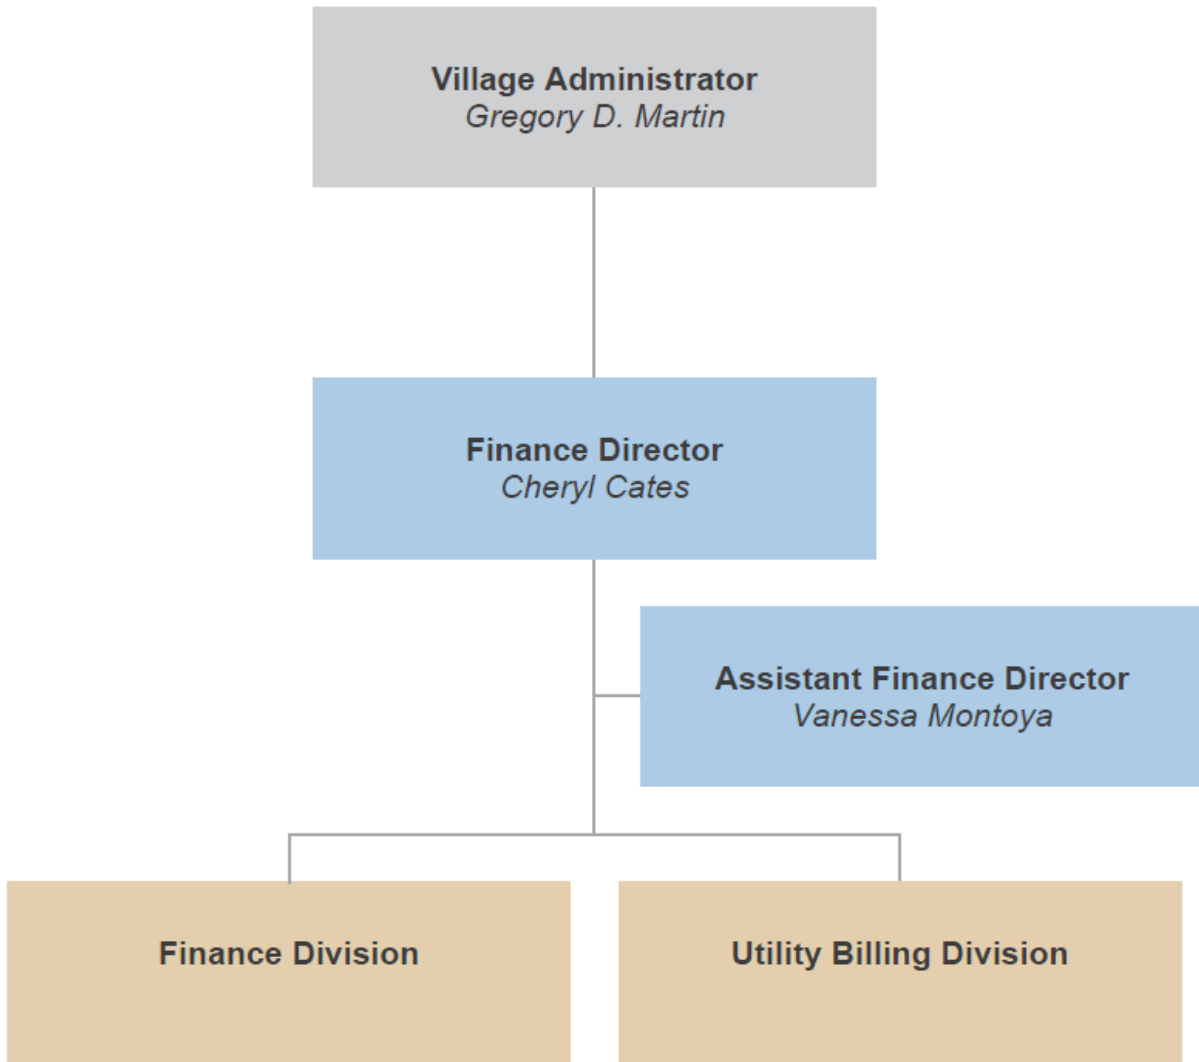 Village Administrator
Gregory D. Martin
Finance Director
Cheryl Cates
Assistant Finance Director
Vanessa Montoya
Finance Division
Utility Billing Division